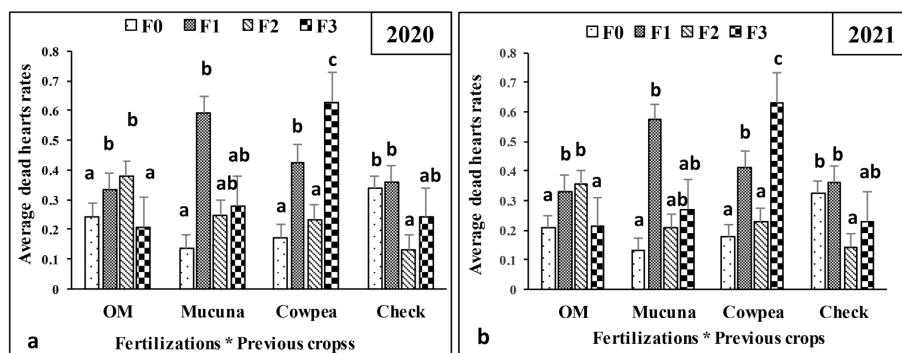 F0 F1 F2 F3
2020
Average dead hearts rates
0.8
0.7
0.6
0.5
0.4
0.3
0.2
0.1
0
a b b a
a b ab ab
a b a c
b b a ab
OM Mucuna Cowpea Check
a
Fertilizations * Previous cropss
F0 F1 F2 F3
2021
Average dead hearts rates
0.8
0.7
0.6
0.5
0.4
0.3
0.2
0.1
0
a b b a
a b ab ab
a b a c
b b a ab
OM Mucuna Cowpea Check
b
Fertilizations * Previous crops